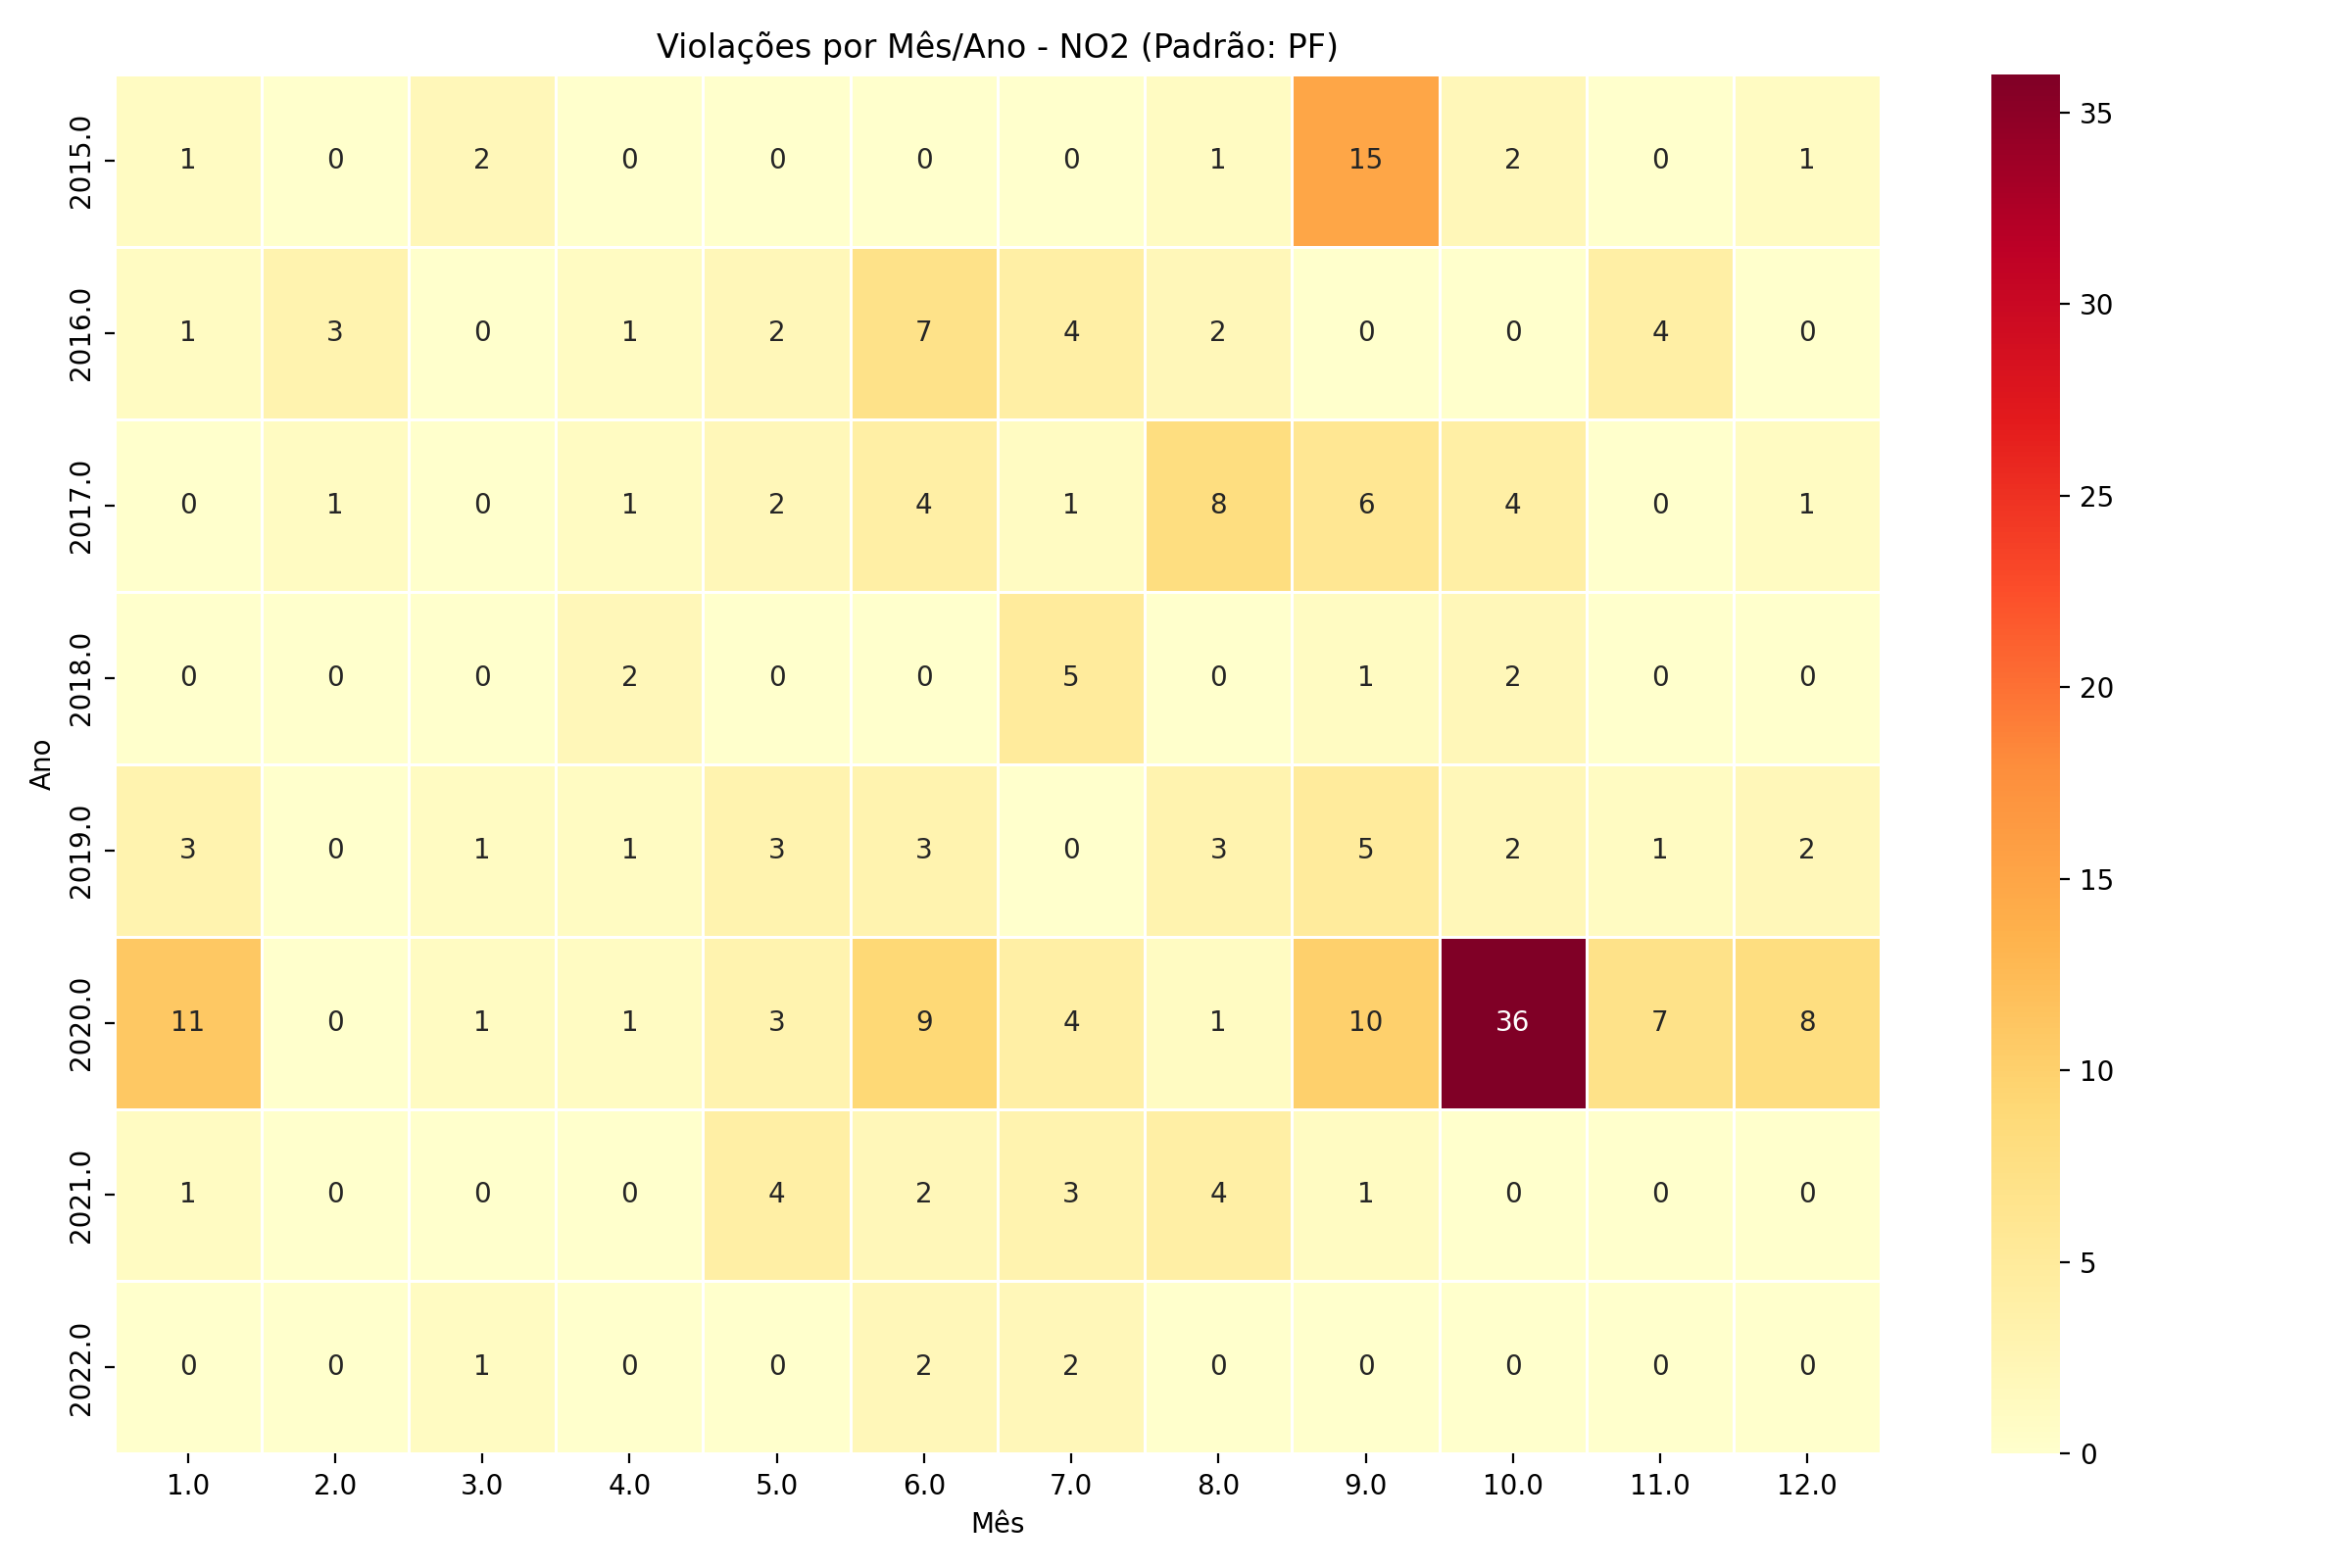 Violações por Mês/Ano - NO2 (Padrão: PF)
2015.0 1 0 2 0 0 0 0 1 15 2 0 1
2016.0 1 3 0 1 2 7 4 2 0 0 4 0
2017.0 0 1 0 1 2 4 1 8 6 4 0 1
2018.0 0 0 0 2 0 0 5 0 1 2 0 0
2019.0 3 0 1 1 3 3 0 3 5 2 1 2
2020.0 11 0 1 1 3 9 4 1 10 36 7 8
2021.0 1 0 0 0 4 2 3 4 1 0 0 0
2022.0 0 0 1 0 0 2 2 0 0 0 0 0
1.0 2.0 3.0 4.0 5.0 6.0 7.0 8.0 9.0 10.0 11.0 12.0
Mês
Ano
35
30
25
20
15
10
5
0